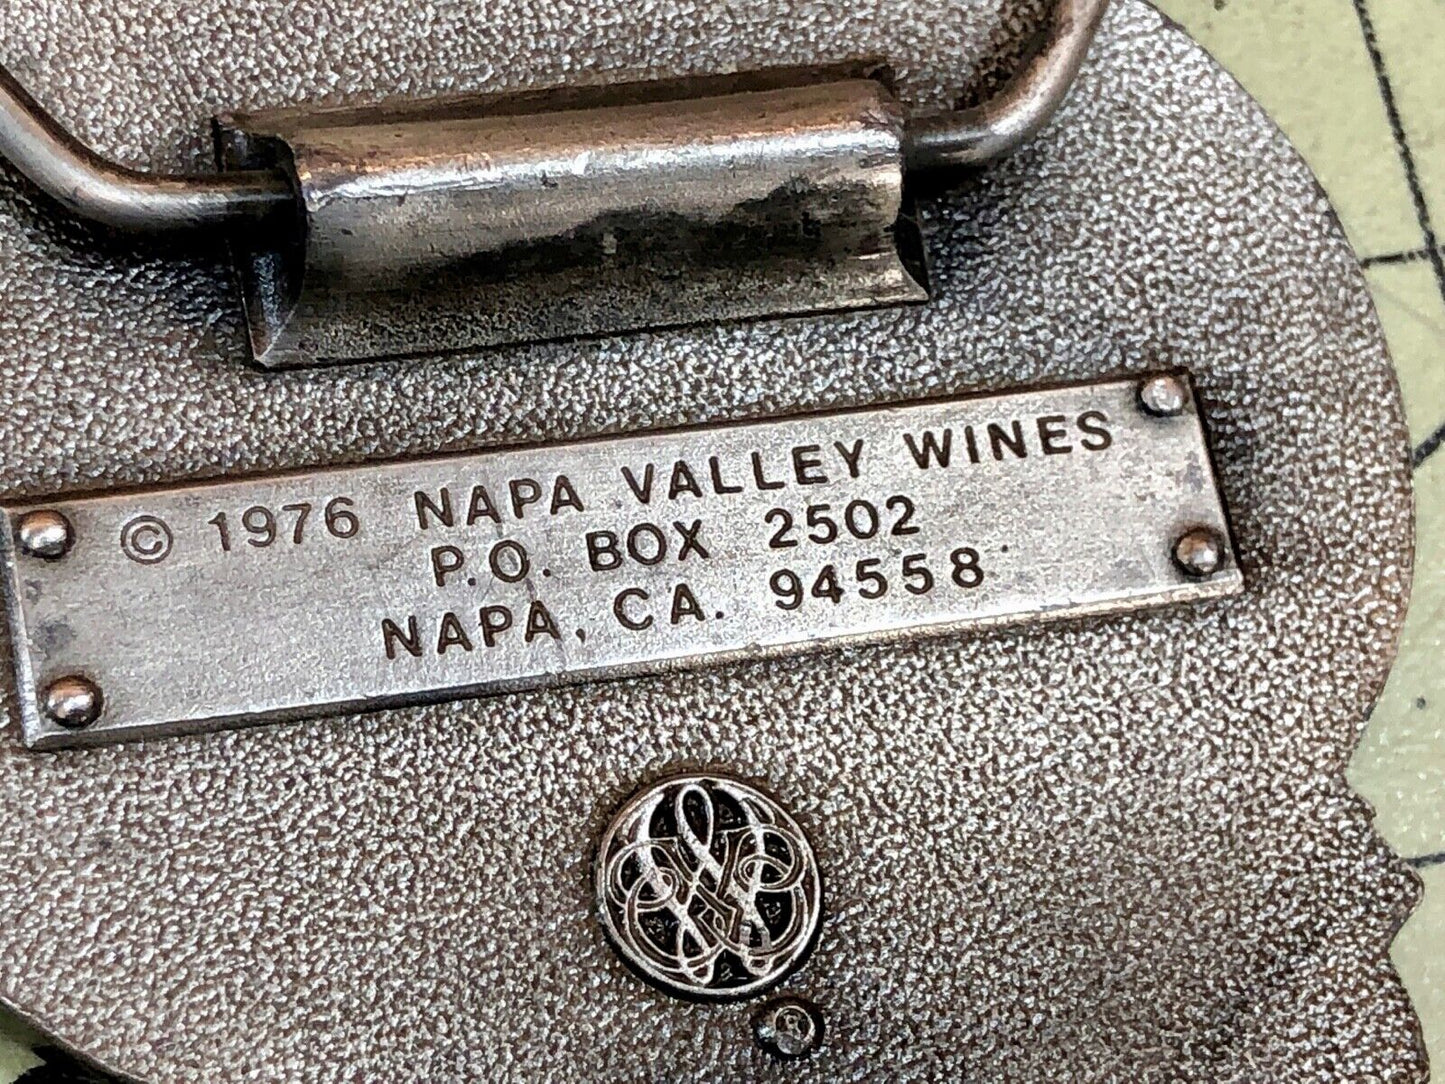 © 1976 NAPA VALLEY WINES
P.O. BOX 2502
NAPA, CA. 94558